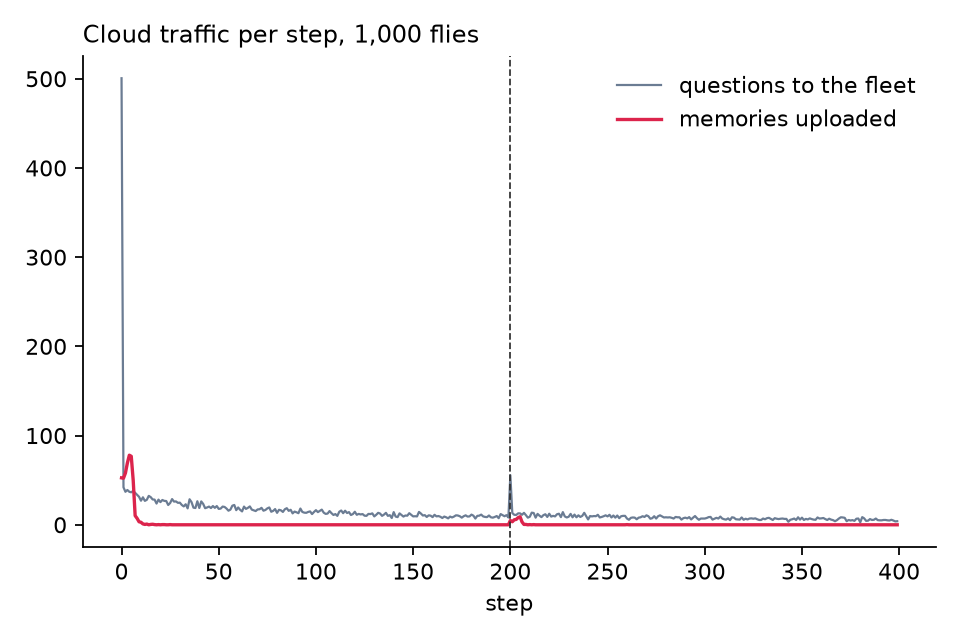 Cloud traffic per step, 1,000 flies
questions to the fleet
memories uploaded
500
400
300
200
100
0
0 50 100 150 200 250 300 350 400
step